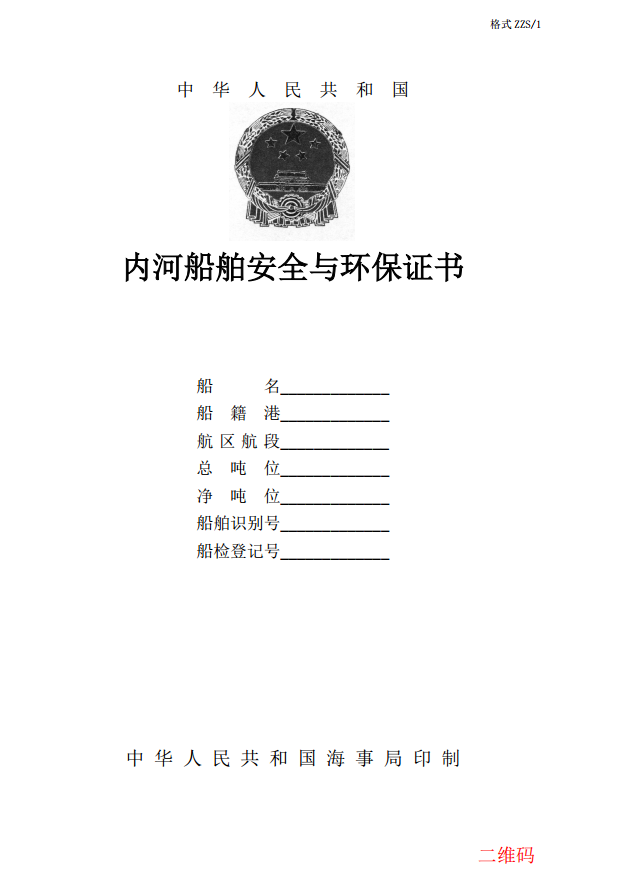 格式 ZZS/1
中华人民共和国
内河船舶安全与环保证书
船名_____________
船籍港_____________
航区航段_____________
总吨位_____________
净吨位_____________
船舶识别号_____________
船检登记号_____________
中华人民共和国海事局印制
二维码